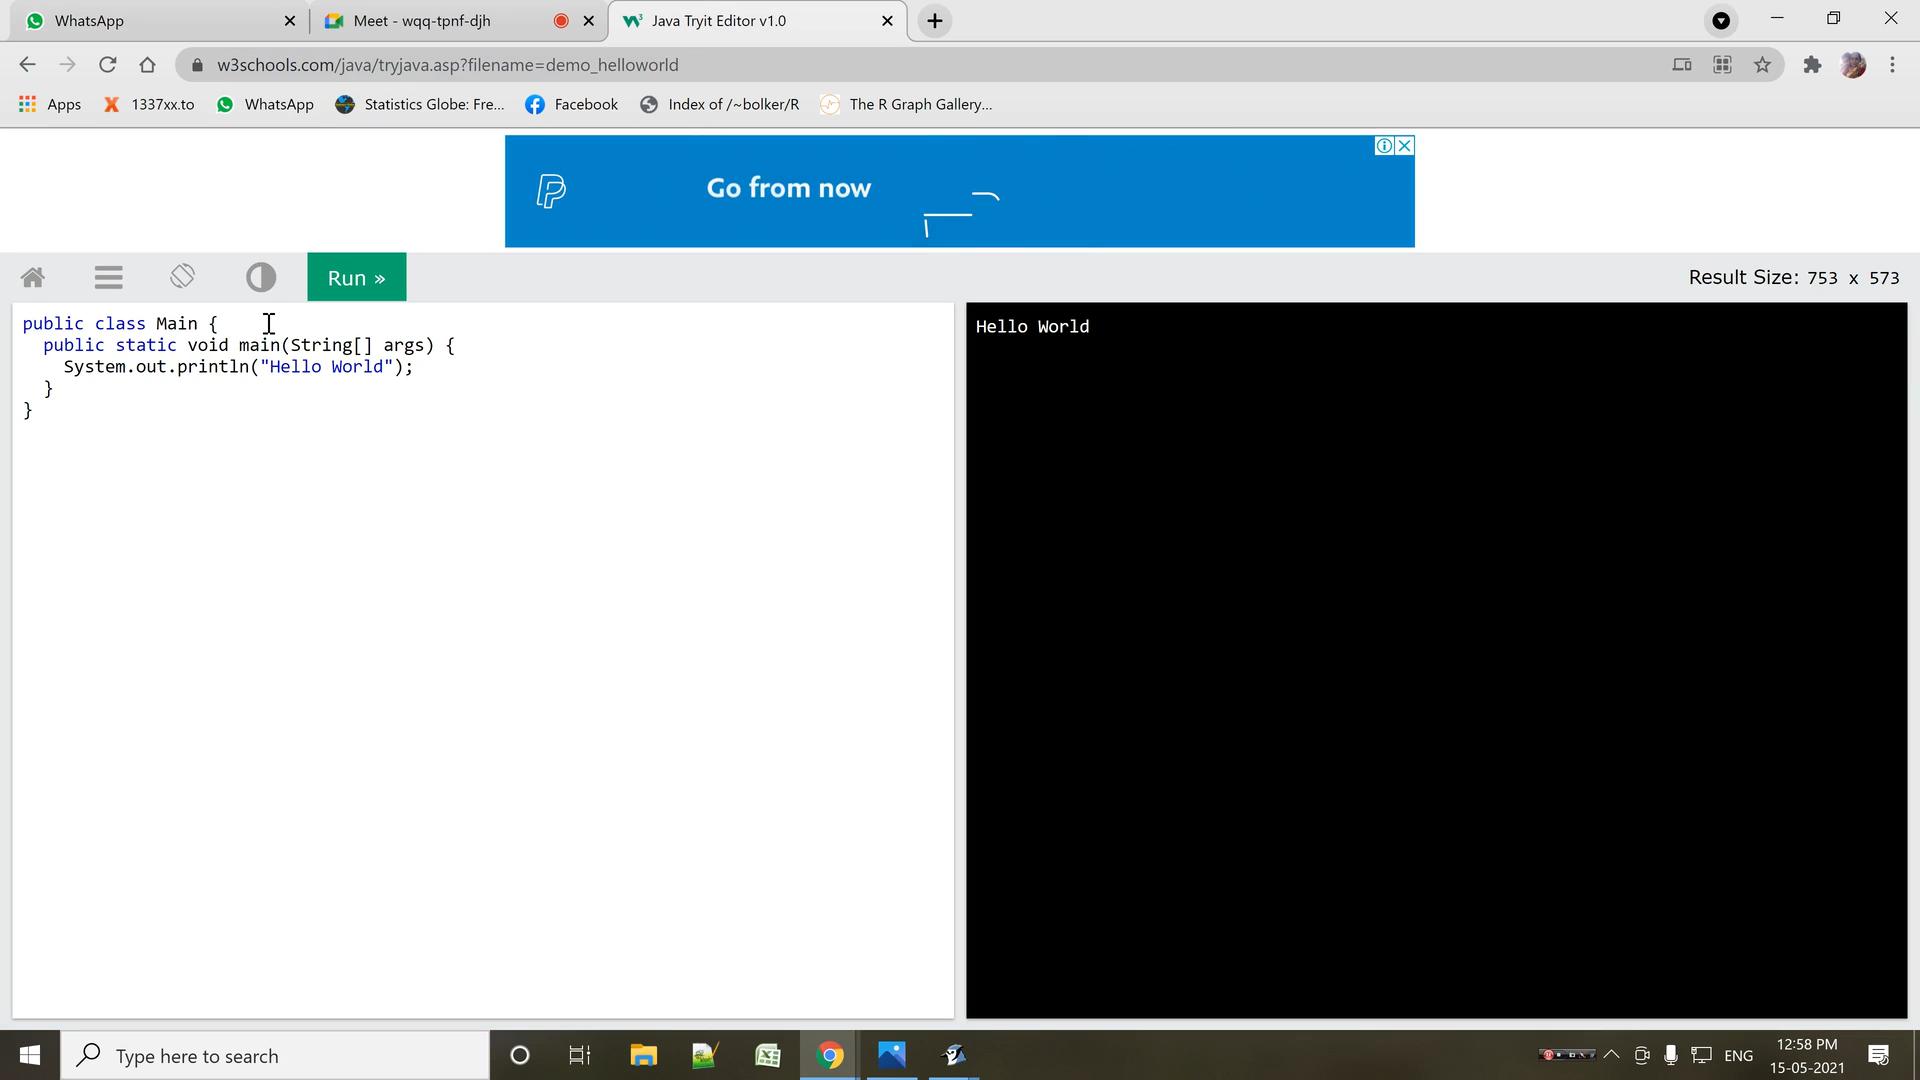 WhatsApp
Meet - wqq-tpnf-djh
Java Tryit Editor v1.0
w3schools.com/java/tryjava.asp?filename=demo_helloworld
Apps
1337xx.to
WhatsApp
Statistics Globe: Fre...
Facebook
Index of /~bolker/R
The R Graph Gallery...
Go from now
Run »
Result Size: 753 x 573
public class Main {
  public static void main(String[] args) {
    System.out.println("Hello World");
  }
}
Hello World
Type here to search
ENG
12:58 PM
15-05-2021